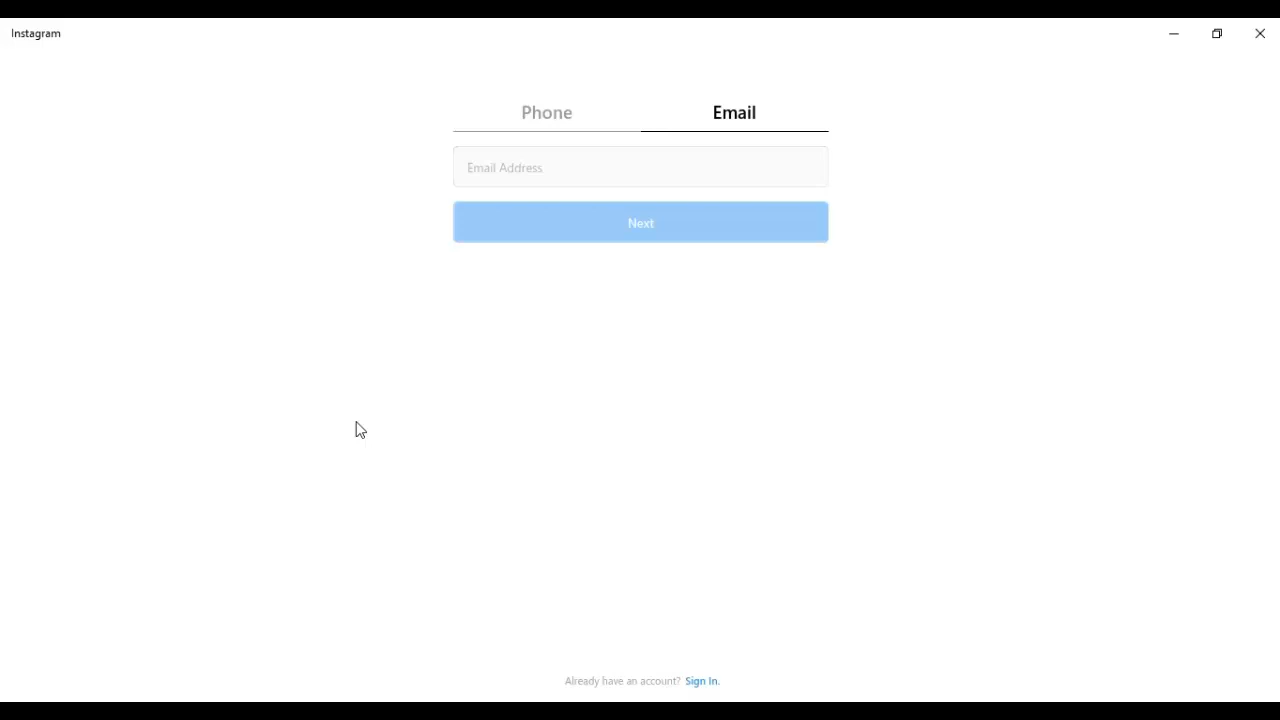 Instagram
Phone Email
Email Address
Next
Already have an account? Sign In.